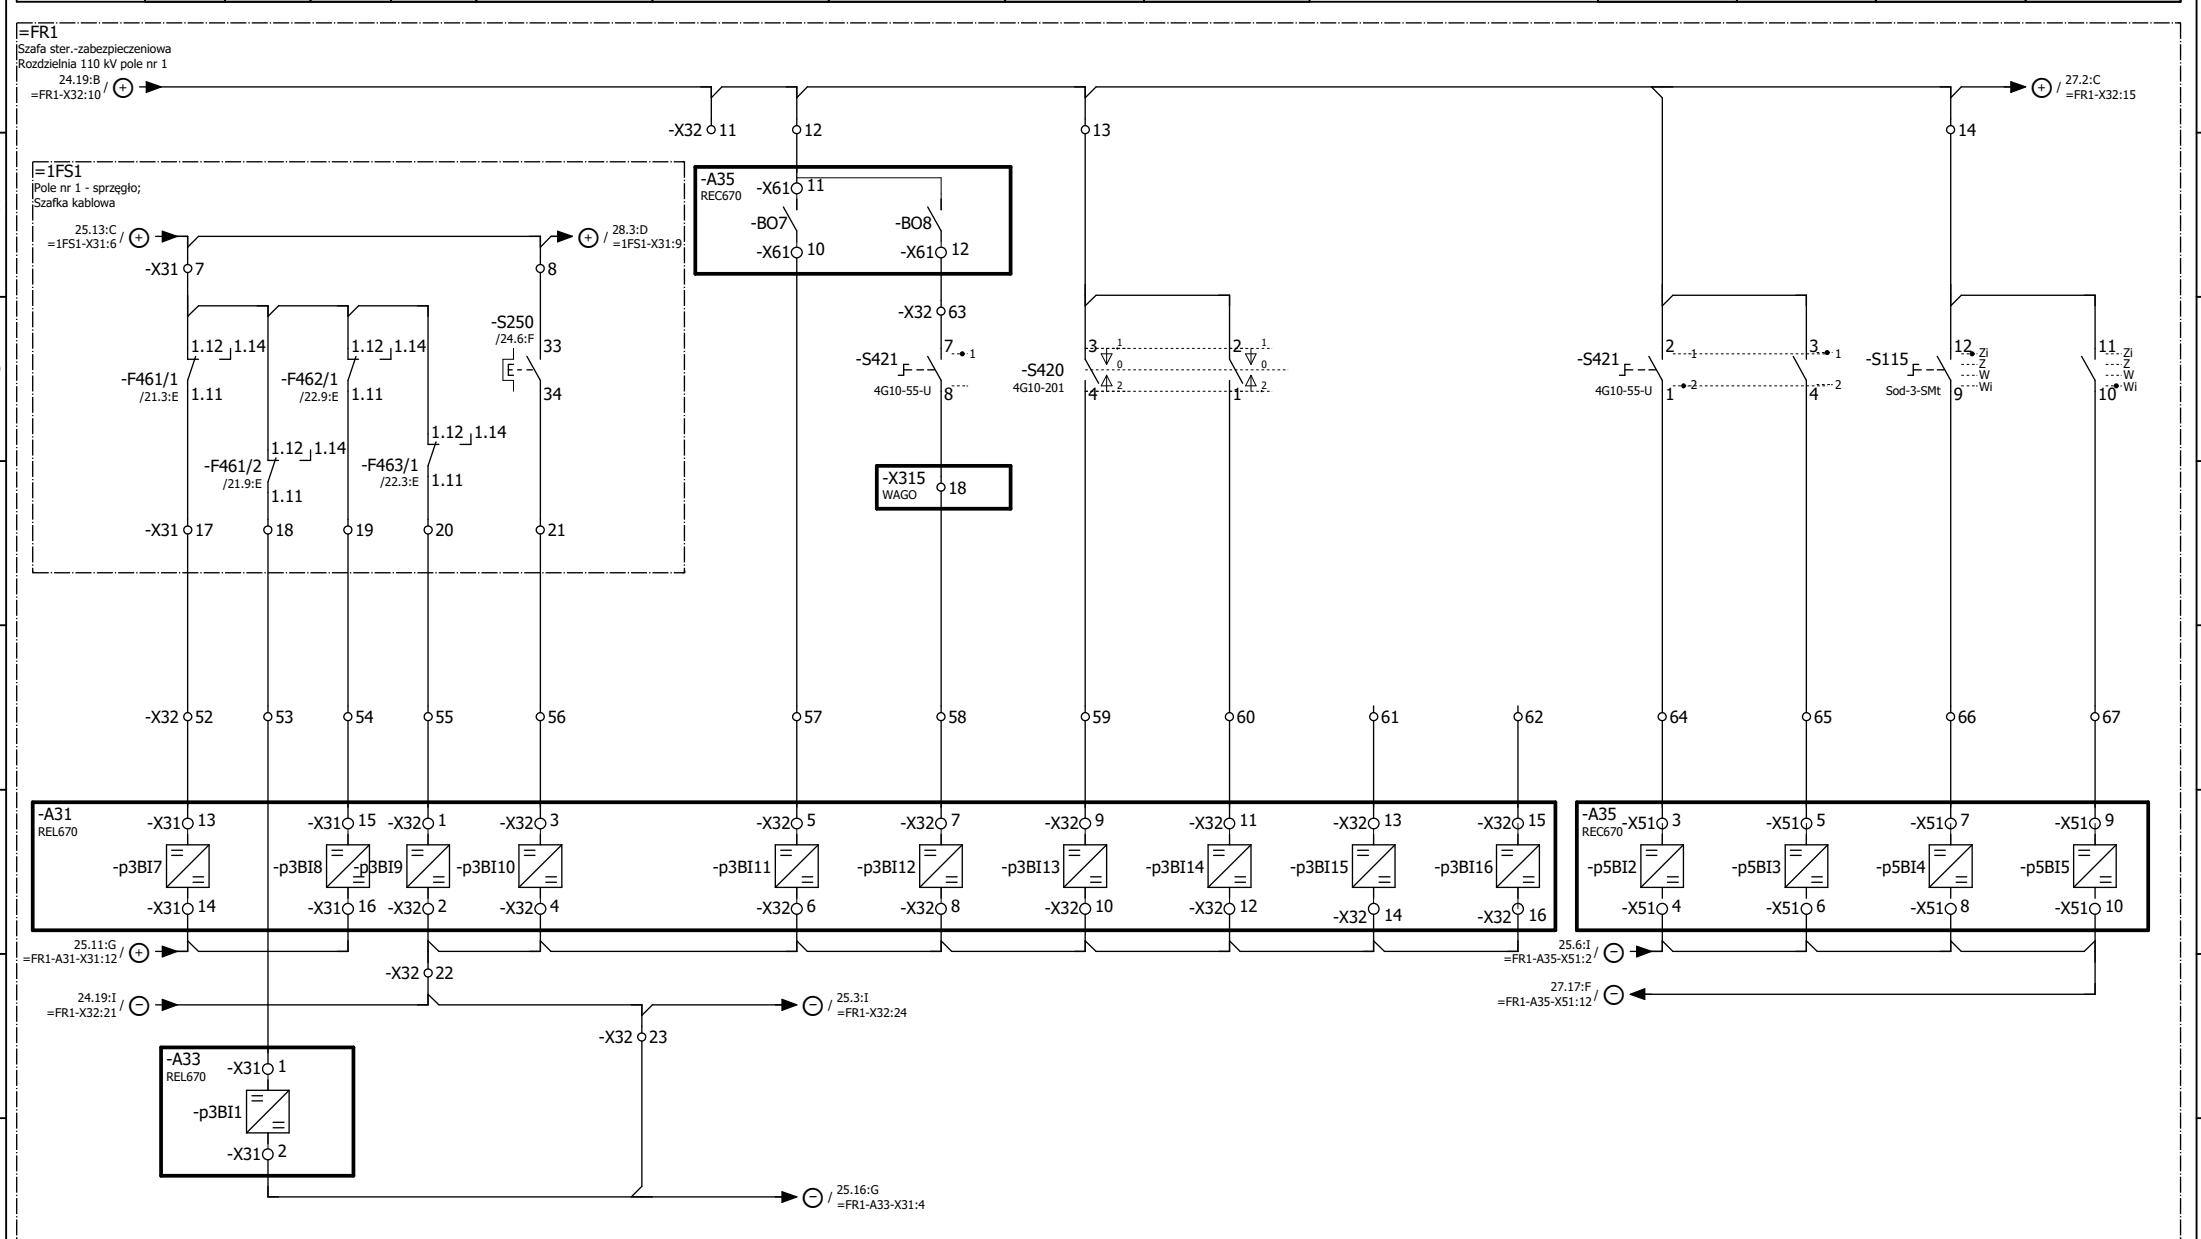 =FR1
Szafa ster.-zabezpieczeniowa
Rozdzielnia 110 kV pole nr 1
24.19:B
=FR1-X32:10
/
+
+
/
27.2:C
=FR1-X32:15
-X32 11
12
13
14
=1FS1
Pole nr 1 - sprzęgło;
Szafka kablowa
25.13:C
=1FS1-X31:6
/
+
+
/
28.3:D
=1FS1-X31:9
-X31 7
8
-A35
REC670
-X61 11
-BO7
-BO8
-X61 10
-X61 12
-X32 63
-S250
/24.6:F
33
E
34
1.12 1.14
-F461/1
/21.3:E
1.11
1.12 1.14
-F462/1
/22.9:E
1.11
1.12 1.14
-F461/2
/21.9:E
1.11
1.12 1.14
-F463/1
/22.3:E
1.11
-S421
4G10-55-U
7
1
8
-S420
4G10-201
3
1
0
2
4
2
1
0
2
1
-S421
4G10-55-U
2
1
1
2
3
1
4
2
-S115
Sod-3-SMt
12
Zi
Z
W
Wi
9
11
Zi
Z
W
Wi
10
-X315
WAGO
18
-X31 17
18
19
20
21
-X32 52
53
54
55
56
57
58
59
60
61
62
64
65
66
67
-A31
REL670
-X31 13
-X31 15
-X32 1
-X32 3
-X32 5
-X32 7
-X32 9
-X32 11
-X32 13
-X32 15
-p3BI7
-p3BI8
-p3BI9
-p3BI10
-p3BI11
-p3BI12
-p3BI13
-p3BI14
-p3BI15
-p3BI16
-X31 14
-X31 16
-X32 2
-X32 4
-X32 6
-X32 8
-X32 10
-X32 12
-X32 14
-X32 16
-A35
REC670
-X51 3
-X51 5
-X51 7
-X51 9
-p5BI2
-p5BI3
-p5BI4
-p5BI5
-X51 4
-X51 6
-X51 8
-X51 10
25.11:G
=FR1-A31-X31:12
/
+
25.6:I
=FR1-A35-X51:2
/
−
-X32 22
24.19:I
=FR1-X32:21
/
−
−
/
25.3:I
=FR1-X32:24
27.17:F
=FR1-A35-X51:12
/
−
-X32 23
-A33
REL670
-X31 1
-p3BI1
-X31 2
−
/
25.16:G
=FR1-A33-X31:4